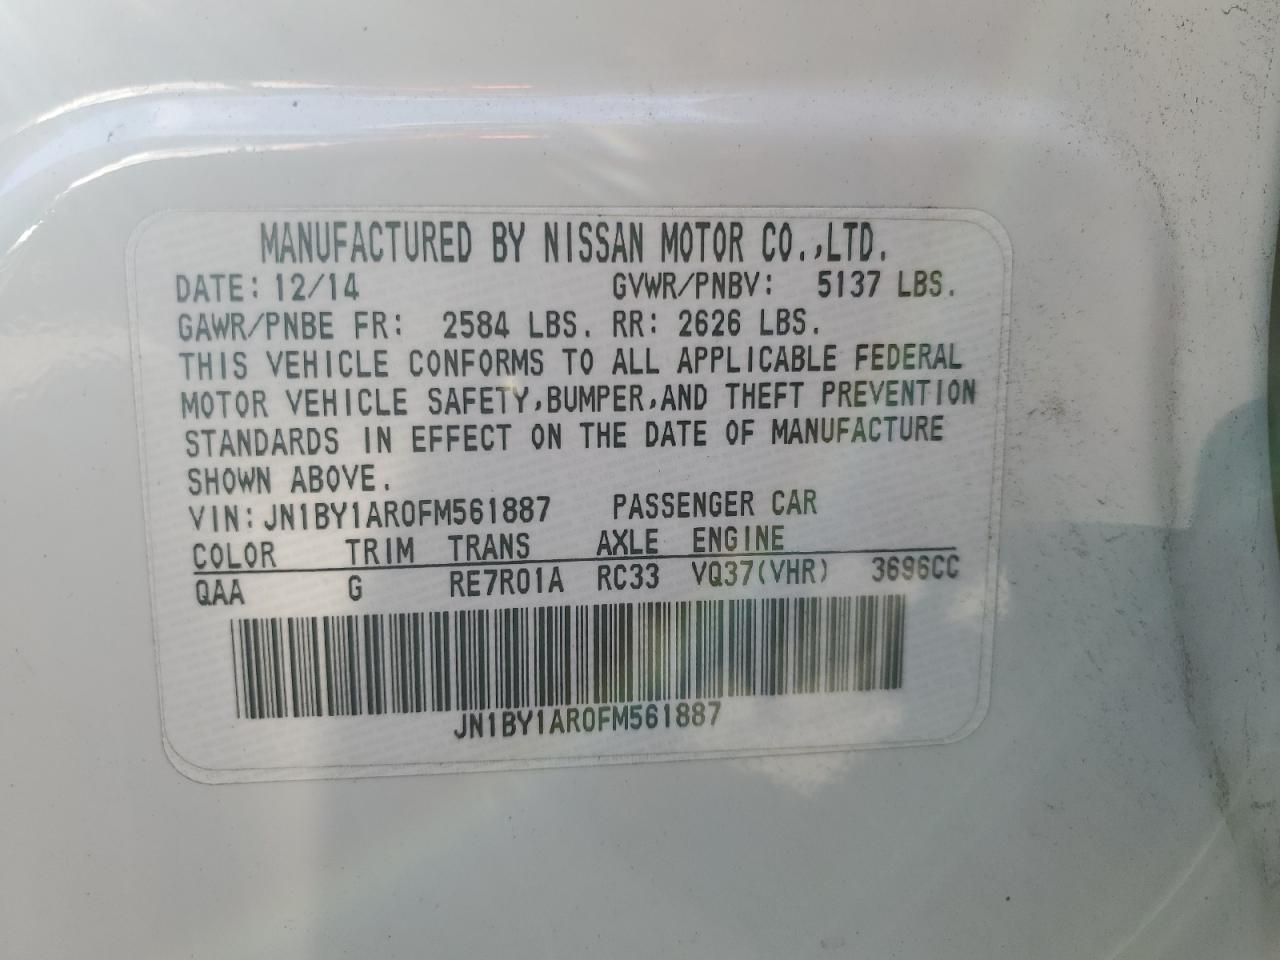 MANUFACTURED BY NISSAN MOTOR CO.,LTD.
DATE: 12/14 GVWR/PNBV: 5137 LBS.
GAWR/PNBE FR: 2584 LBS. RR: 2626 LBS.
THIS VEHICLE CONFORMS TO ALL APPLICABLE FEDERAL
MOTOR VEHICLE SAFETY,BUMPER,AND THEFT PREVENTION
STANDARDS IN EFFECT ON THE DATE OF MANUFACTURE
SHOWN ABOVE.
VIN: JN1BY1AR0FM561887 PASSENGER CAR
COLOR TRIM TRANS AXLE ENGINE
QAA G RE7R01A RC33 VQ37(VHR) 3696CC
JN1BY1AR0FM561887